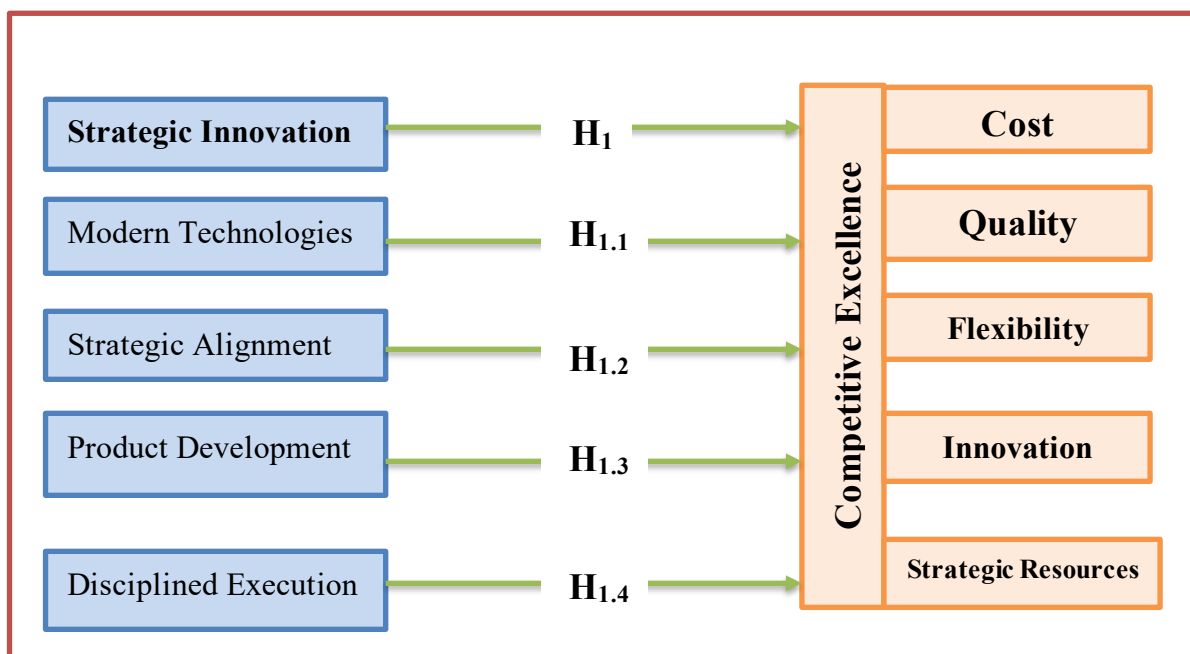 Strategic Innovation
H1
Cost
Modern Technologies
H1.1
Quality
Strategic Alignment
H1.2
Flexibility
Product Development
H1.3
Innovation
Disciplined Execution
H1.4
Strategic Resources
Competitive Excellence